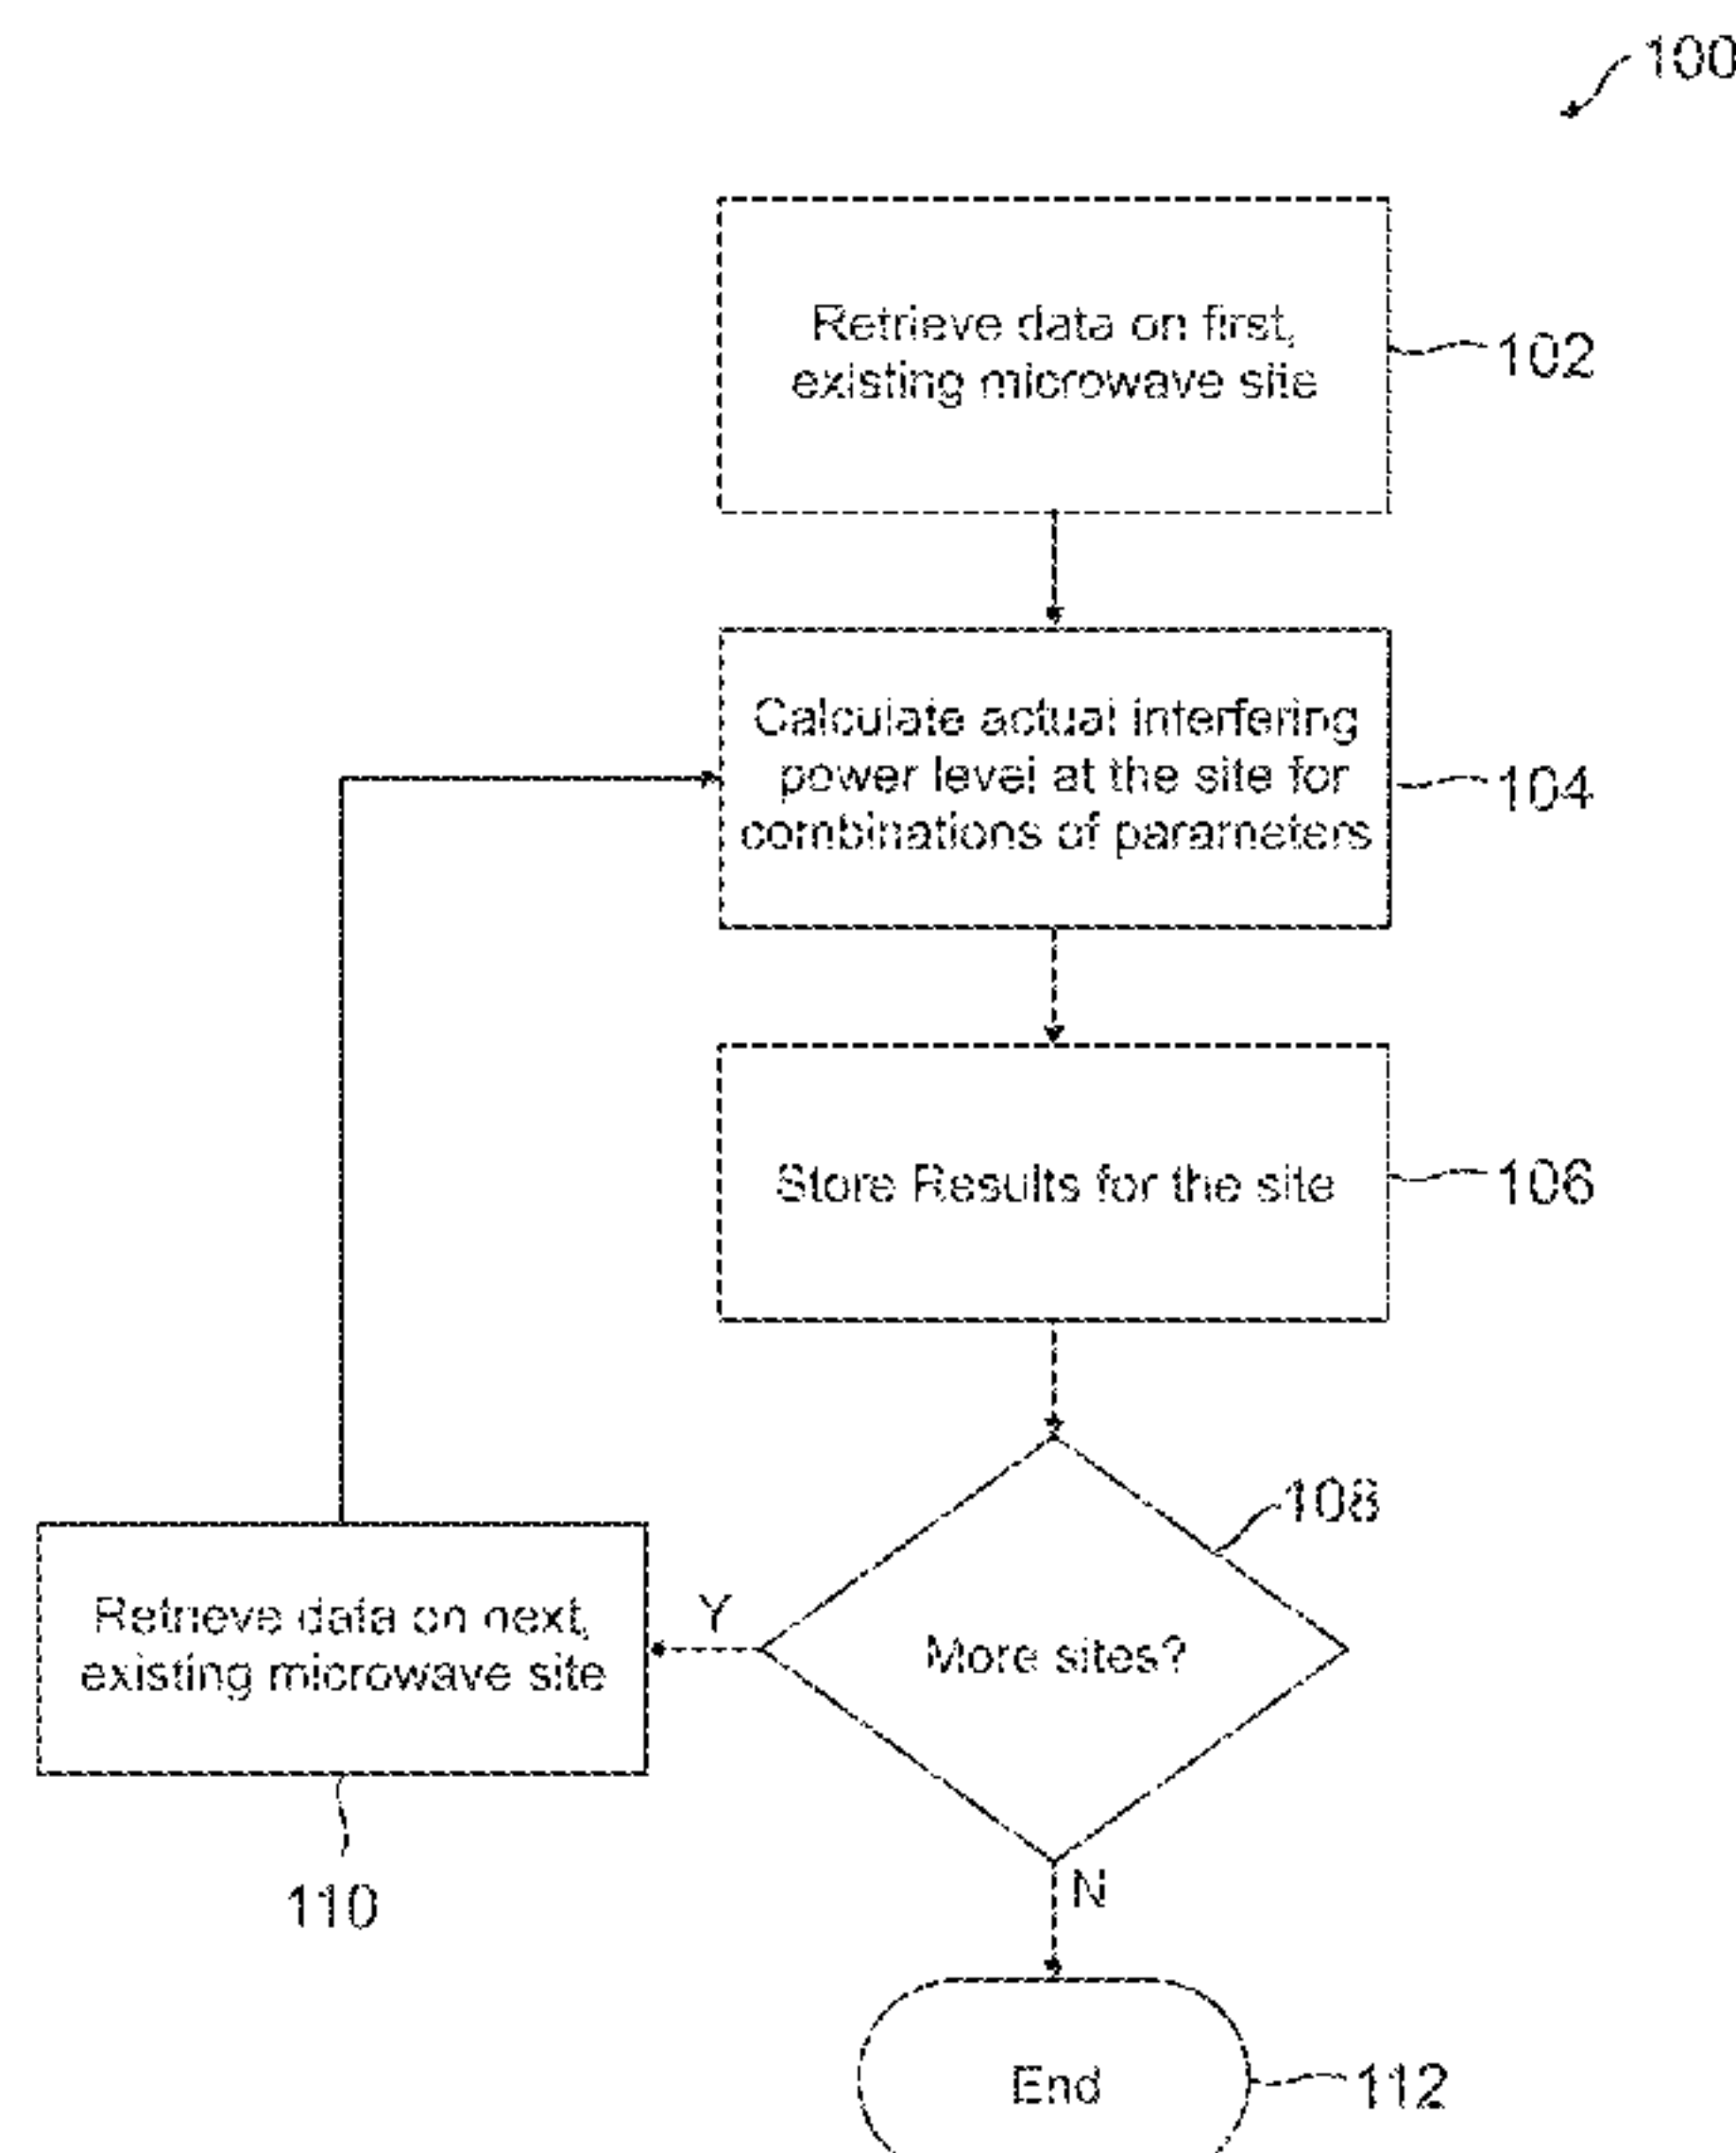 100
Retrieve data on first,
existing microwave site
102
Calculate actual interfering
power level at the site for
combinations of parameters
104
Store Results for the site
106
108
More sites?
Y
Retrieve data on next,
existing microwave site
110
N
End
112